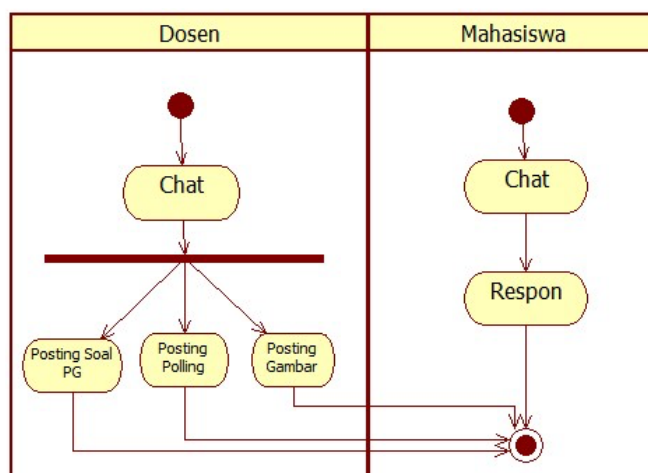 Dosen
Mahasiswa
Chat
Chat
Respon
Posting Soal
PG
Posting
Polling
Posting
Gambar